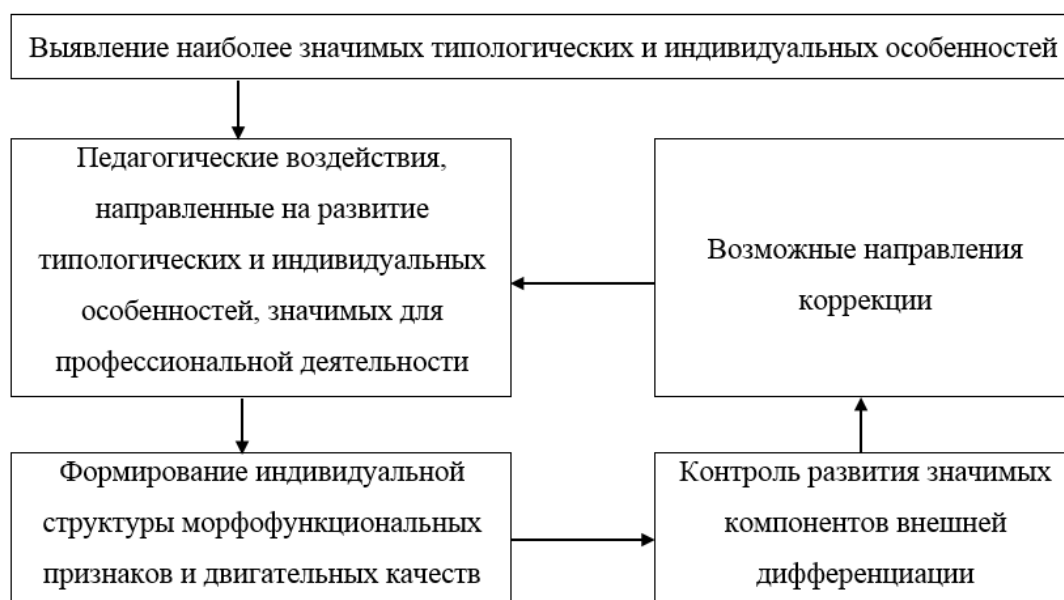 Выявление наиболее значимых типологических и индивидуальных особенностей
Педагогические воздействия,
направленные на развитие
типологических и индивидуальных
особенностей, значимых для
профессиональной деятельности
Возможные направления
коррекции
Формирование индивидуальной
структуры морфофункциональных
признаков и двигательных качеств
Контроль развития значимых
компонентов внешней
дифференциации